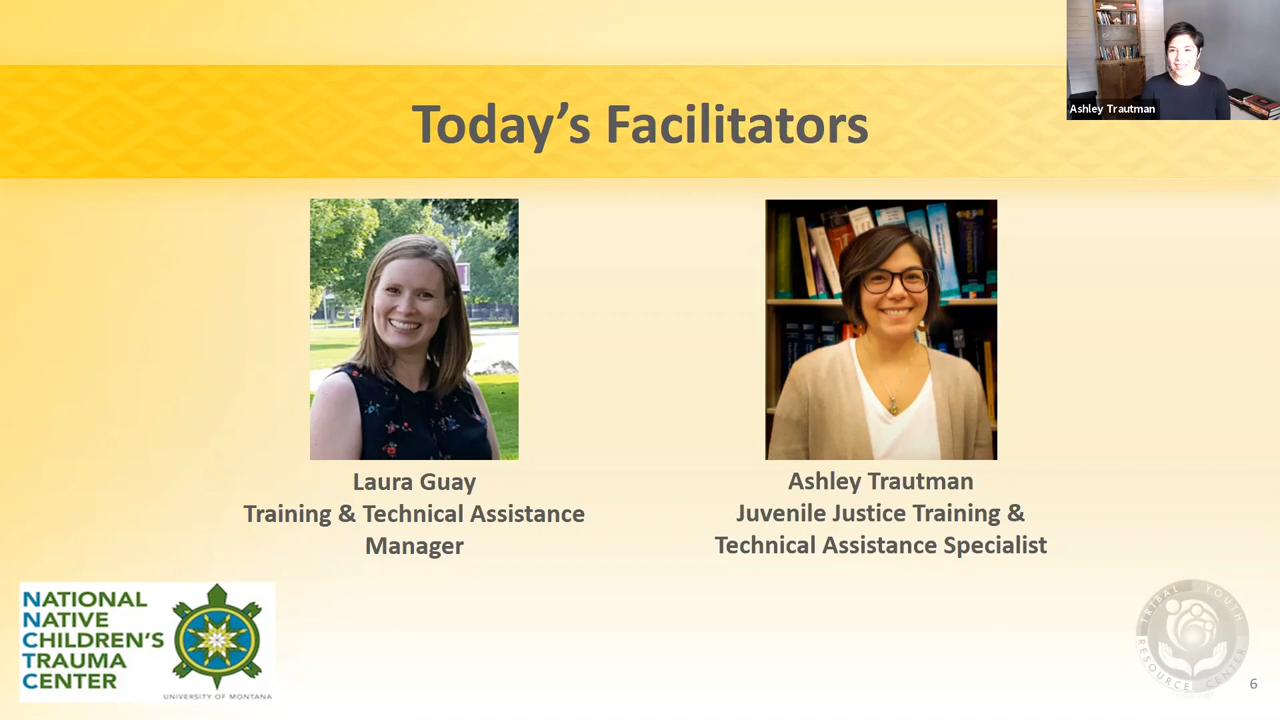 Today's Facilitators
Ashley Trautman
Laura Guay
Training & Technical Assistance
Manager
Ashley Trautman
Juvenile Justice Training &
Technical Assistance Specialist
NATIONAL
NATIVE
CHILDREN'S
TRAUMA
CENTER
UNIVERSITY OF MONTANA
TRIBAL YOUTH
RESOURCE CENTER
6